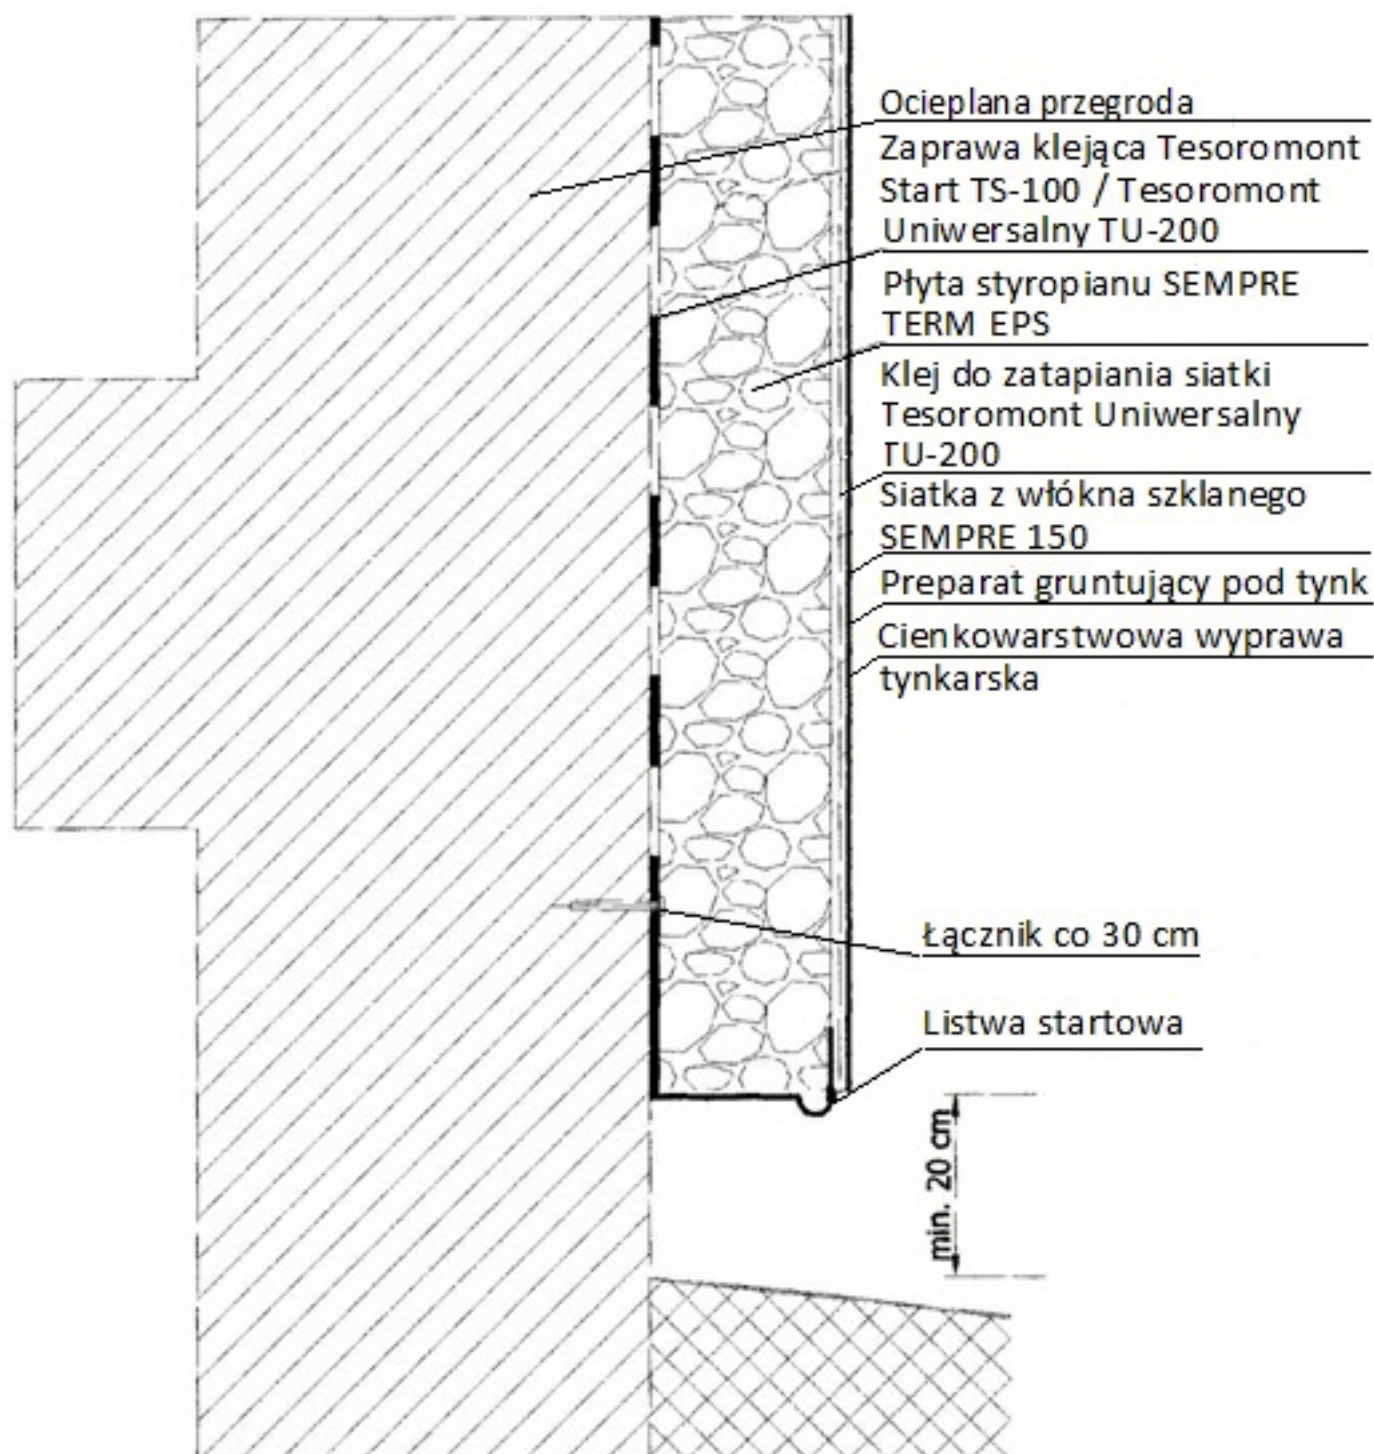 Ocieplana przegroda
Zaprawa klejąca Tesoromont
Start TS-100 / Tesoromont
Uniwersalny TU-200
Płyta styropianu SEMPRE
TERM EPS
Klej do zatapiania siatki
Tesoromont Uniwersalny
TU-200
Siatka z włókna szklanego
SEMPRE 150
Preparat gruntujący pod tynk
Cienkowarstwowa wyprawa
tynkarska
Łącznik co 30 cm
Listwa startowa
min. 20 cm